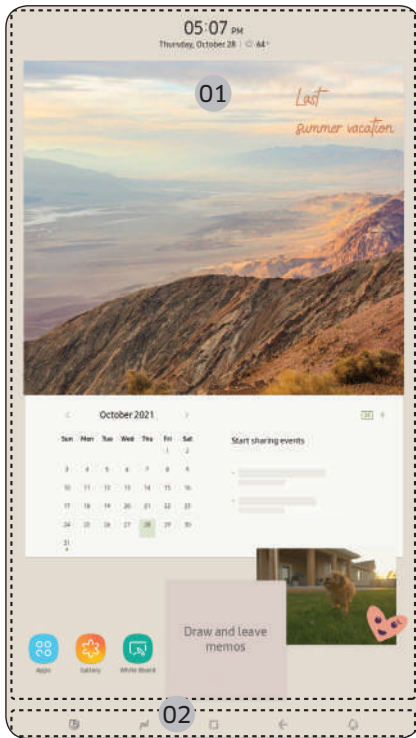 05:07 PM
Thursday, October 28 | 64°
01
Last
summer vacation
October 2021
Sun Mon Tue Wed Thu Fri Sat
1 2
3 4 5 6 7 8 9
10 11 12 13 14 15 16
17 18 19 20 21 22 23
24 25 26 27 28 29 30
31
Start sharing events
Draw and leave
memos
Apps Gallery White Board
02